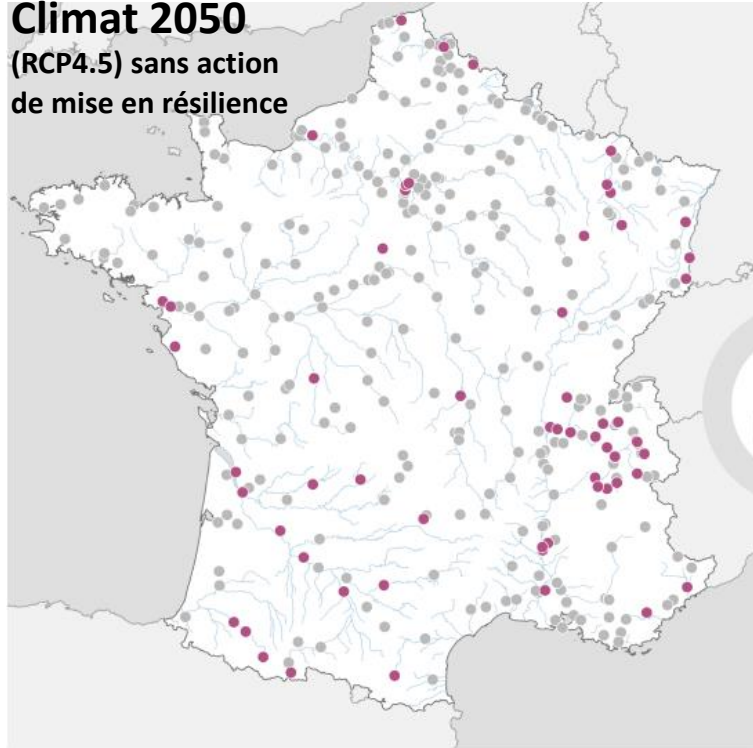 Climat 2050
(RCP4.5) sans action
de mise en résilience